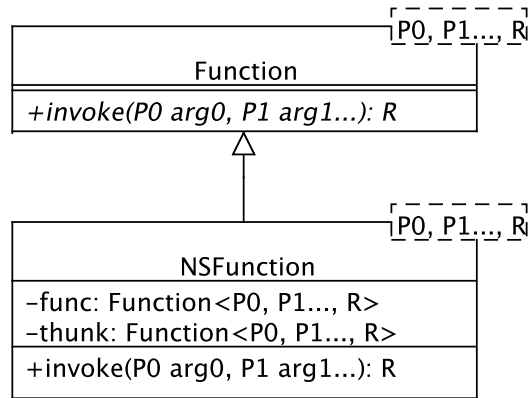 P0, P1..., R
Function
+invoke(P0 arg0, P1 arg1...): R
P0, P1..., R
NSFunction
-func: Function<P0, P1..., R>
-thunk: Function<P0, P1..., R>
+invoke(P0 arg0, P1 arg1...): R